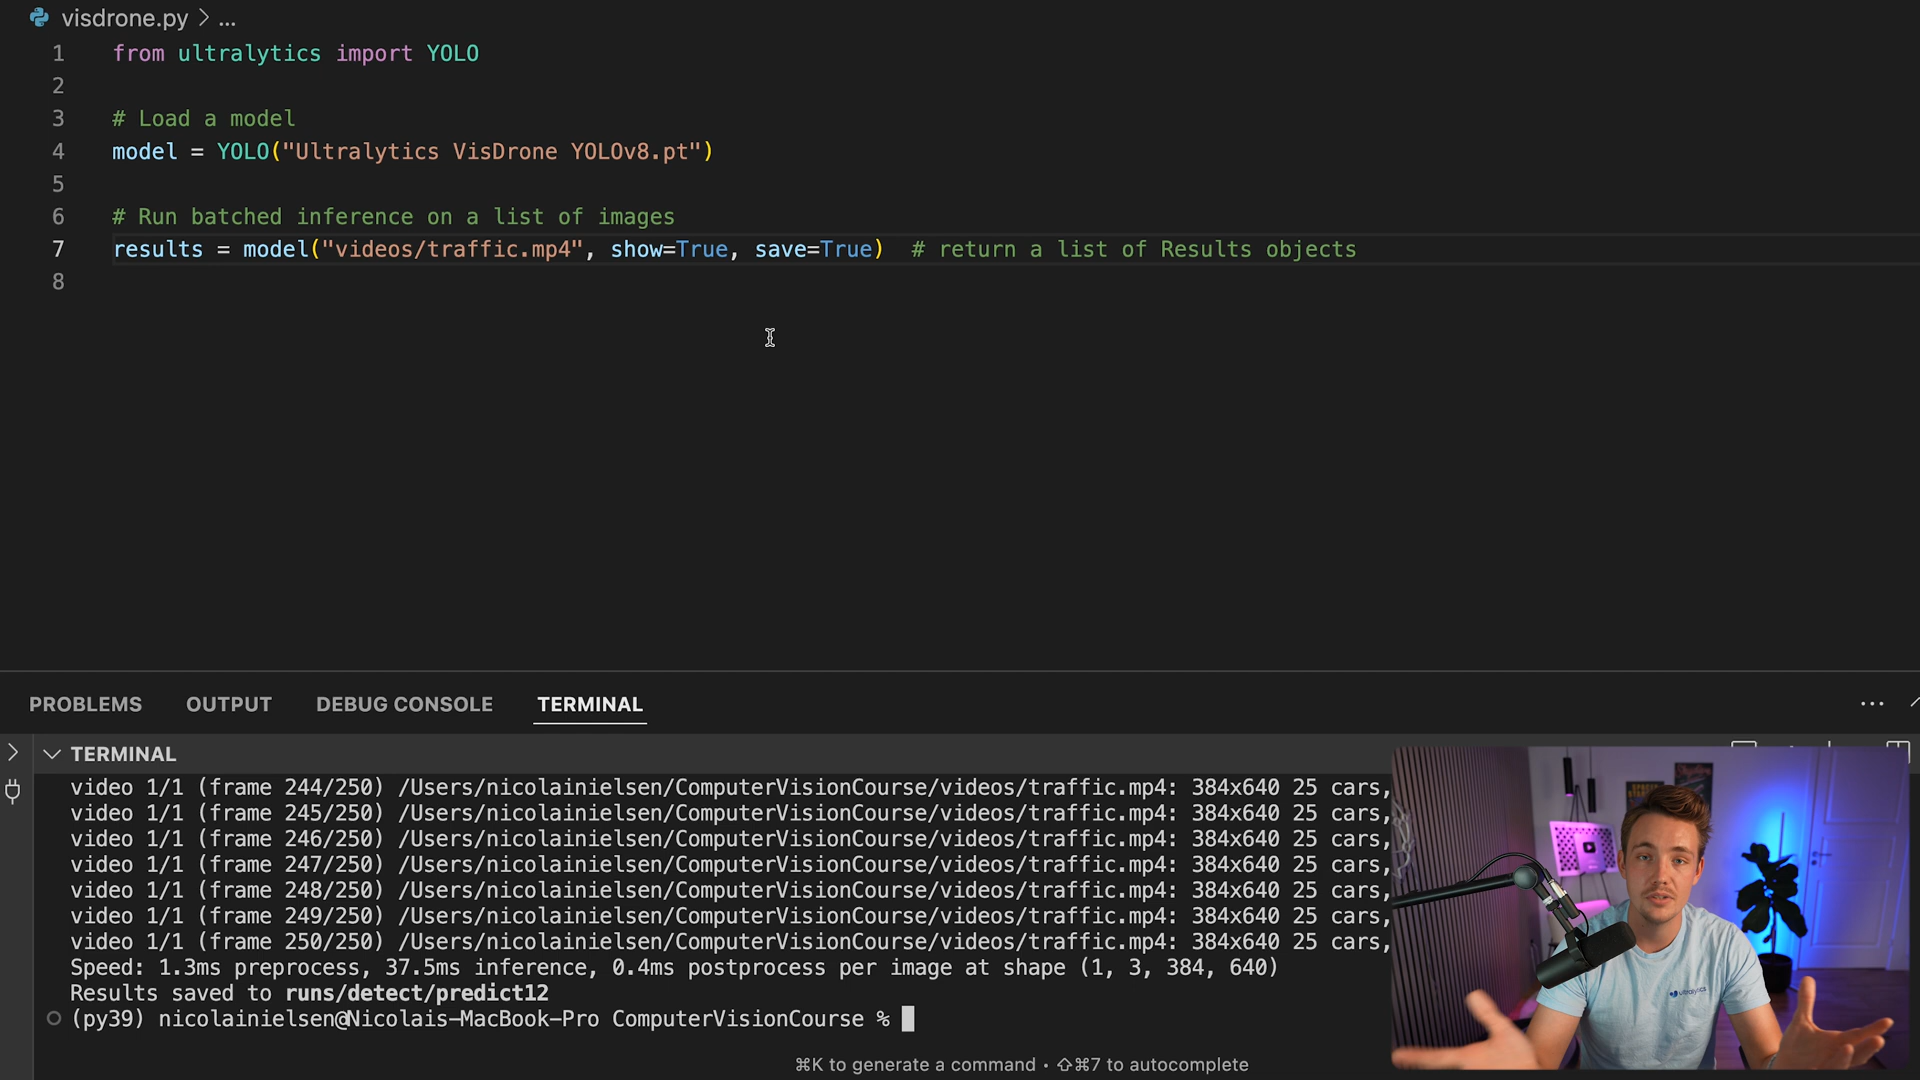 visdrone.py > ...
1 from ultralytics import YOLO
2
3 # Load a model
4 model = YOLO("Ultralytics VisDrone YOLOv8.pt")
5
6 # Run batched inference on a list of images
7 results = model("videos/traffic.mp4", show=True, save=True)  # return a list of Results objects
8
PROBLEMS OUTPUT DEBUG CONSOLE TERMINAL ...
TERMINAL
video 1/1 (frame 244/250) /Users/nicolainielsen/ComputerVisionCourse/videos/traffic.mp4: 384x640 25 cars,
video 1/1 (frame 245/250) /Users/nicolainielsen/ComputerVisionCourse/videos/traffic.mp4: 384x640 25 cars,
video 1/1 (frame 246/250) /Users/nicolainielsen/ComputerVisionCourse/videos/traffic.mp4: 384x640 25 cars,
video 1/1 (frame 247/250) /Users/nicolainielsen/ComputerVisionCourse/videos/traffic.mp4: 384x640 25 cars,
video 1/1 (frame 248/250) /Users/nicolainielsen/ComputerVisionCourse/videos/traffic.mp4: 384x640 25 cars,
video 1/1 (frame 249/250) /Users/nicolainielsen/ComputerVisionCourse/videos/traffic.mp4: 384x640 25 cars,
video 1/1 (frame 250/250) /Users/nicolainielsen/ComputerVisionCourse/videos/traffic.mp4: 384x640 25 cars,
Speed: 1.3ms preprocess, 37.5ms inference, 0.4ms postprocess per image at shape (1, 3, 384, 640)
Results saved to runs/detect/predict12
(py39) nicolainielsen@Nicolais-MacBook-Pro ComputerVisionCourse %
⌘K to generate a command · ⇧⌘7 to autocomplete
ultralytics